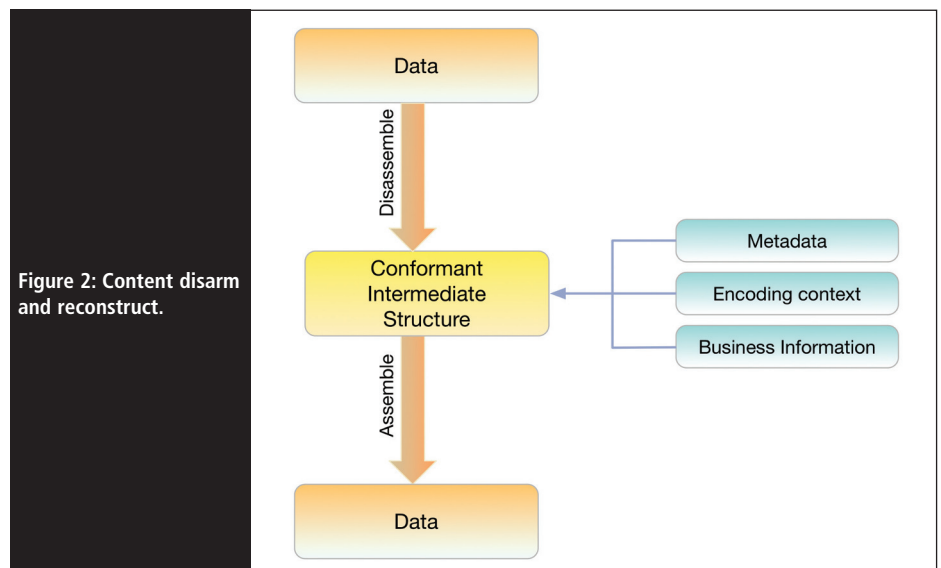 Figure 2: Content disarm
and reconstruct.
Data
Disassemble
Conformant
Intermediate
Structure
Metadata
Encoding context
Business Information
Assemble
Data